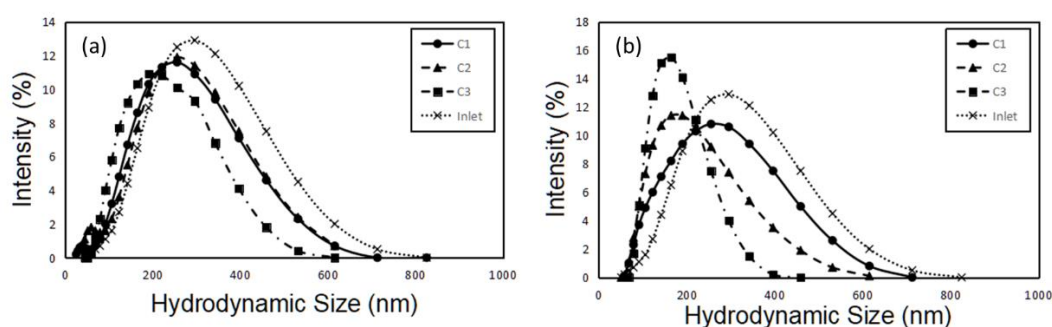 (a)
Intensity (%)
14
12
10
8
6
4
2
0
0 200 400 600 800 1000
Hydrodynamic Size (nm)
C1
C2
C3
Inlet
(b)
Intensity (%)
18
16
14
12
10
8
6
4
2
0
0 200 400 600 800 1000
Hydrodynamic Size (nm)
C1
C2
C3
Inlet